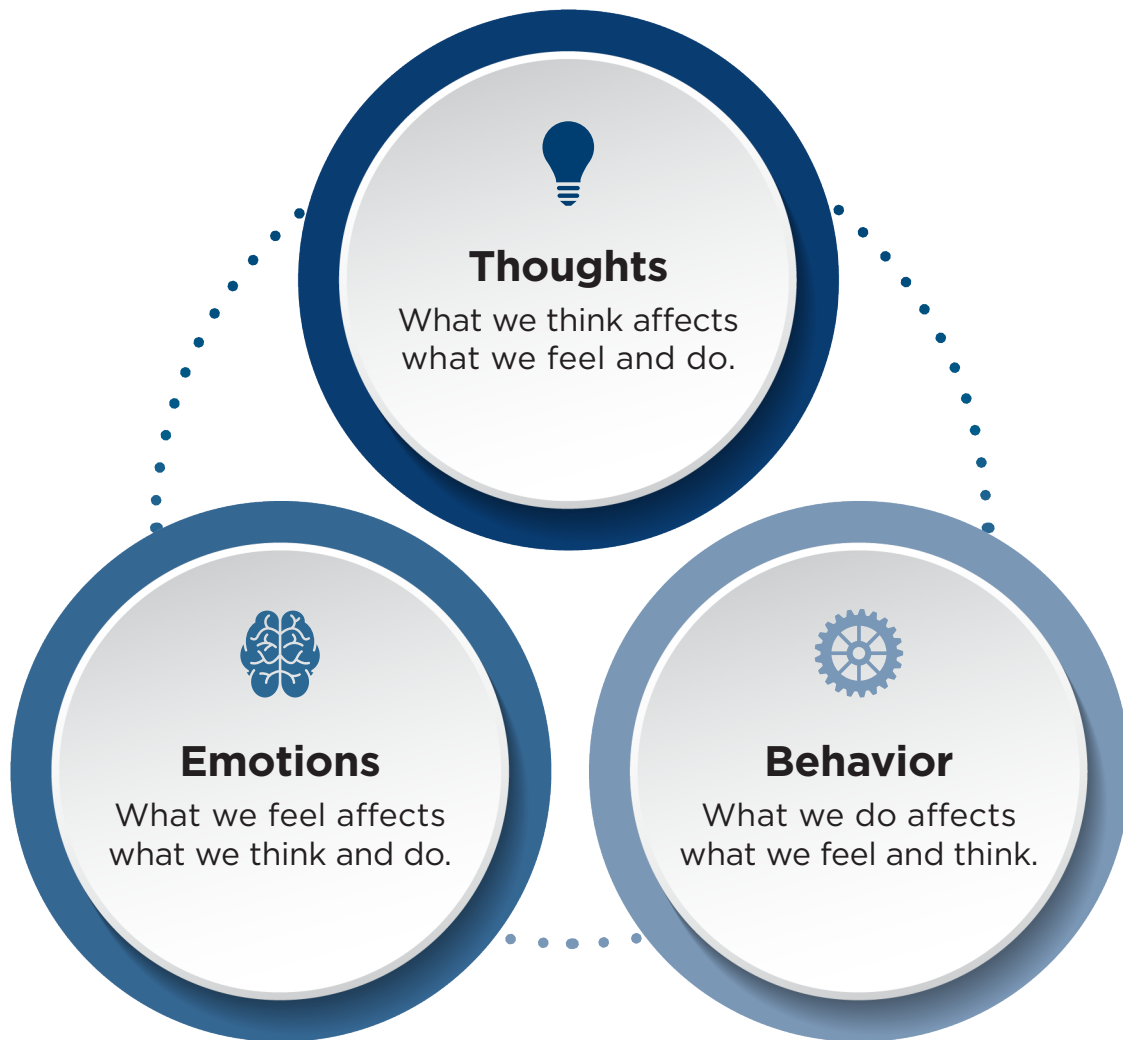 Thoughts
What we think affects
what we feel and do.
Emotions
What we feel affects
what we think and do.
Behavior
What we do affects
what we feel and think.